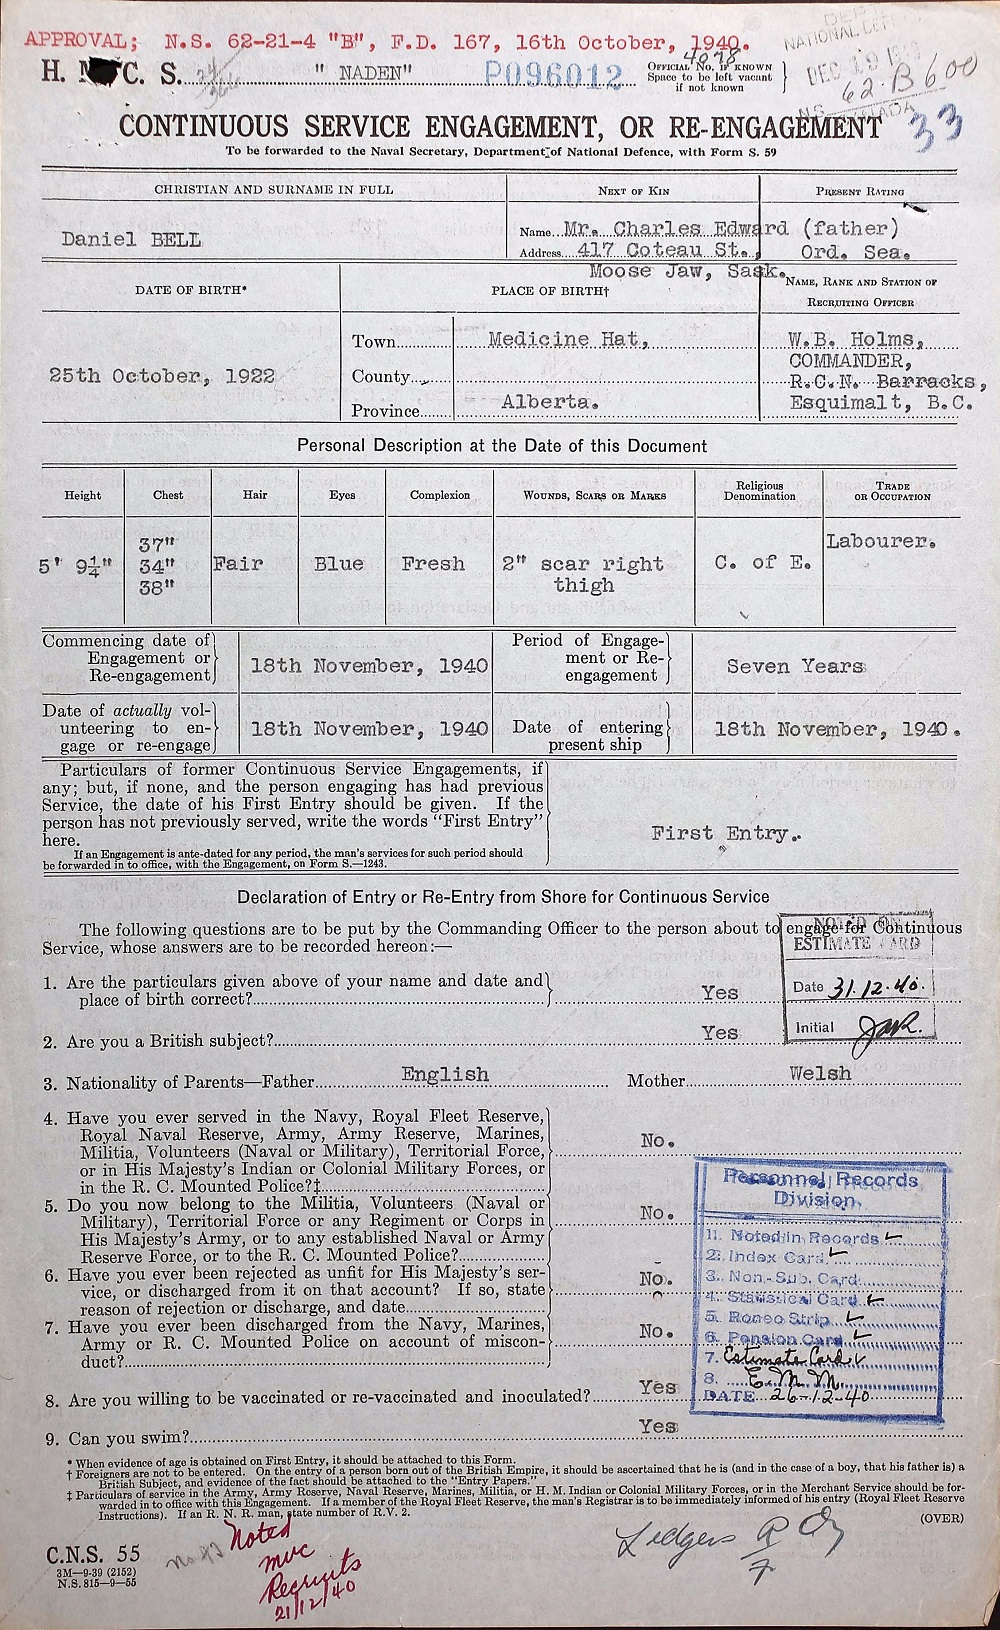 APPROVAL; N.S. 62-21-4 "B", F.D. 167, 16th October, 1940.
H. M. C. S. " NADEN" P096012 OFFICIAL No. IF KNOWN 4078
Space to be left vacant
if not known
NATIONAL DEF
DEC 19
62-B600
33
CONTINUOUS SERVICE ENGAGEMENT, OR RE-ENGAGEMENT
To be forwarded to the Naval Secretary, Department of National Defence, with Form S. 59
CHRISTIAN AND SURNAME IN FULL NEXT OF KIN PRESENT RATING
Daniel BELL
Name Mr. Charles Edward (father)
Address 417 Coteau St., Ord. Sea.
Moose Jaw, Sask.
DATE OF BIRTH* PLACE OF BIRTH† NAME, RANK AND STATION OF
RECRUITING OFFICER
25th October, 1922
Town Medicine Hat,
County
Province Alberta.
W.B. Holms,
COMMANDER,
R.C.N. Barracks,
Esquimalt, B.C.
Personal Description at the Date of this Document
Height Chest Hair Eyes Complexion WOUNDS, SCARS OR MARKS Religious Denomination TRADE OR OCCUPATION
5' 9¼"
37"
34"
38"
Fair Blue Fresh
2" scar right
thigh
C. of E. Labourer.
Commencing date of
Engagement or
Re-engagement
18th November, 1940
Period of Engage-
ment or Re-
engagement
Seven Years
Date of actually vol-
unteering to en-
gage or re-engage
18th November, 1940
Date of entering
present ship
18th November, 1940.
Particulars of former Continuous Service Engagements, if
any; but, if none, and the person engaging has had previous
Service, the date of his First Entry should be given. If the
person has not previously served, write the words "First Entry"
here.
If an Engagement is ante-dated for any period, the man's services for such period should
be forwarded in to office, with the Engagement, on Form S.—1243.
First Entry.
Declaration of Entry or Re-Entry from Shore for Continuous Service
The following questions are to be put by the Commanding Officer to the person about to engage for Continuous
Service, whose answers are to be recorded hereon:—
NOTED ON
ESTIMATE CARD
Date 31.12.40.
Initial
1. Are the particulars given above of your name and date and
place of birth correct? Yes
2. Are you a British subject? Yes
3. Nationality of Parents—Father English Mother Welsh
4. Have you ever served in the Navy, Royal Fleet Reserve,
Royal Naval Reserve, Army, Army Reserve, Marines,
Militia, Volunteers (Naval or Military), Territorial Force,
or in His Majesty's Indian or Colonial Military Forces, or
in the R. C. Mounted Police?‡
No.
5. Do you now belong to the Militia, Volunteers (Naval or
Military), Territorial Force or any Regiment or Corps in
His Majesty's Army, or to any established Naval or Army
Reserve Force, or to the R. C. Mounted Police?
No.
6. Have you ever been rejected as unfit for His Majesty's ser-
vice, or discharged from it on that account? If so, state
reason of rejection or discharge, and date
No.
7. Have you ever been discharged from the Navy, Marines,
Army or R. C. Mounted Police on account of miscon-
duct?
No.
8. Are you willing to be vaccinated or re-vaccinated and inoculated? Yes
9. Can you swim? Yes
Personnel Records
Division
1. Noted in Records ✓
2. Index Card ✓
3. Non.-Sub. Card
4. Statistical Card ✓
5. Roneo Strip ✓
6. Pension Card ✓
7. Estimate Card ✓
8. E.M.M.
DATE 26-12-40
* When evidence of age is obtained on First Entry, it should be attached to this Form.
† Foreigners are not to be entered. On the entry of a person born out of the British Empire, it should be ascertained that he is (and in the case of a boy, that his father is) a
British Subject, and evidence of the fact should be attached to the "Entry Papers."
‡ Particulars of service in the Army, Army Reserve, Naval Reserve, Marines, Militia, or H. M. Indian or Colonial Military Forces, or in the Merchant Service should be for-
warded in to office with this Engagement. If a member of the Royal Fleet Reserve, the man's Registrar is to be immediately informed of his entry (Royal Fleet Reserve
Instructions). If an R. N. R. man, state number of R.V. 2.
(OVER)
C.N.S. 55
3M—9-39 (2152)
N.S. 815—9—55
Noted
Recruits
21/12/40
Ledgers